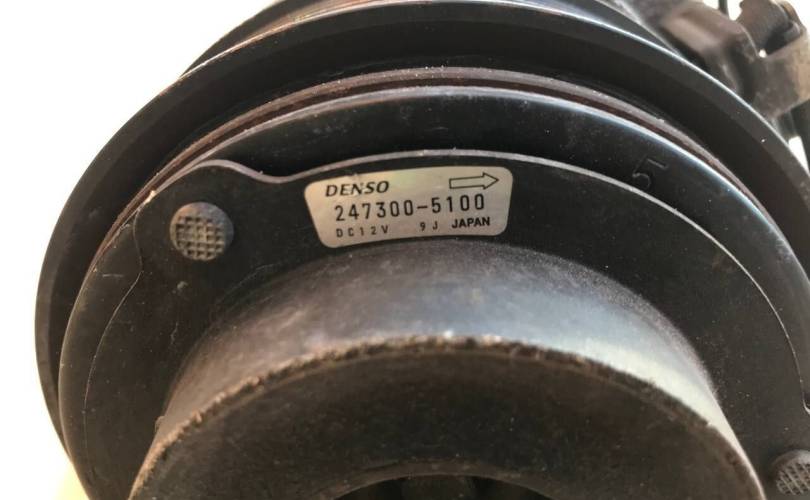 DENSO
247300-5100
DC12V 9J JAPAN
5